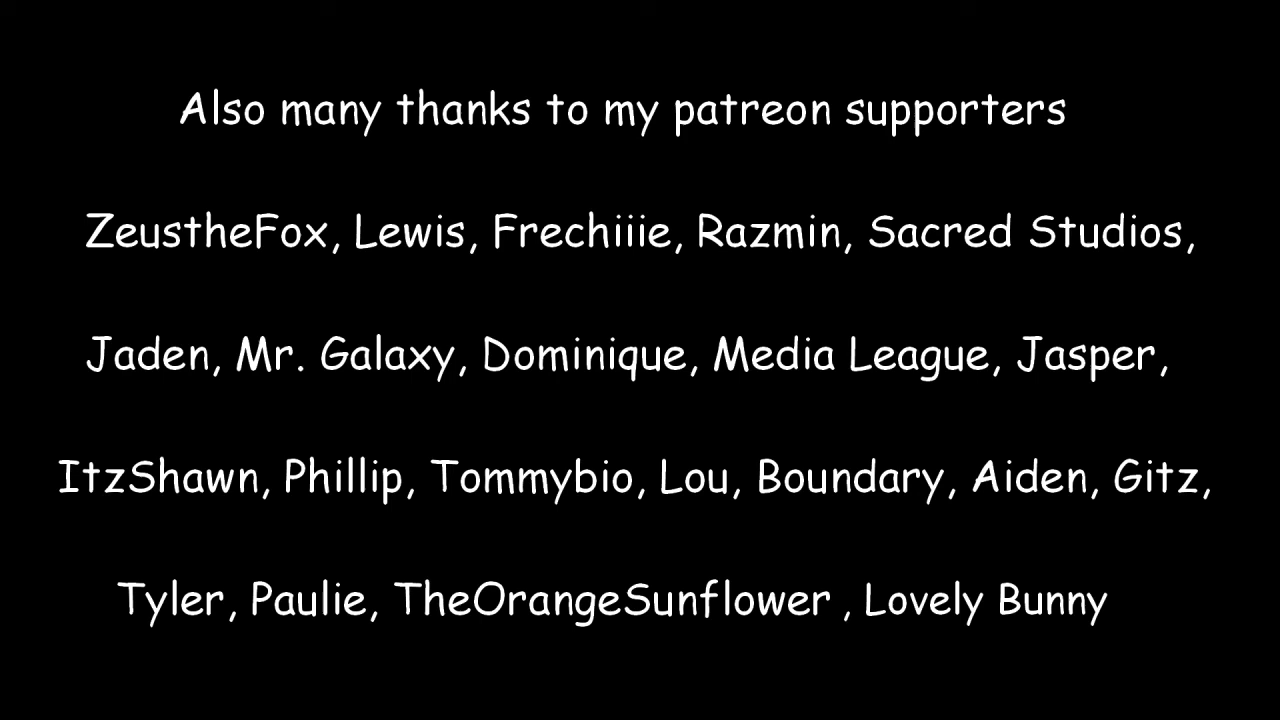 Also many thanks to my patreon supporters
ZeustheFox, Lewis, Frechiiie, Razmin, Sacred Studios,
Jaden, Mr. Galaxy, Dominique, Media League, Jasper,
ItzShawn, Phillip, Tommybio, Lou, Boundary, Aiden, Gitz,
Tyler, Paulie, TheOrangeSunflower , Lovely Bunny